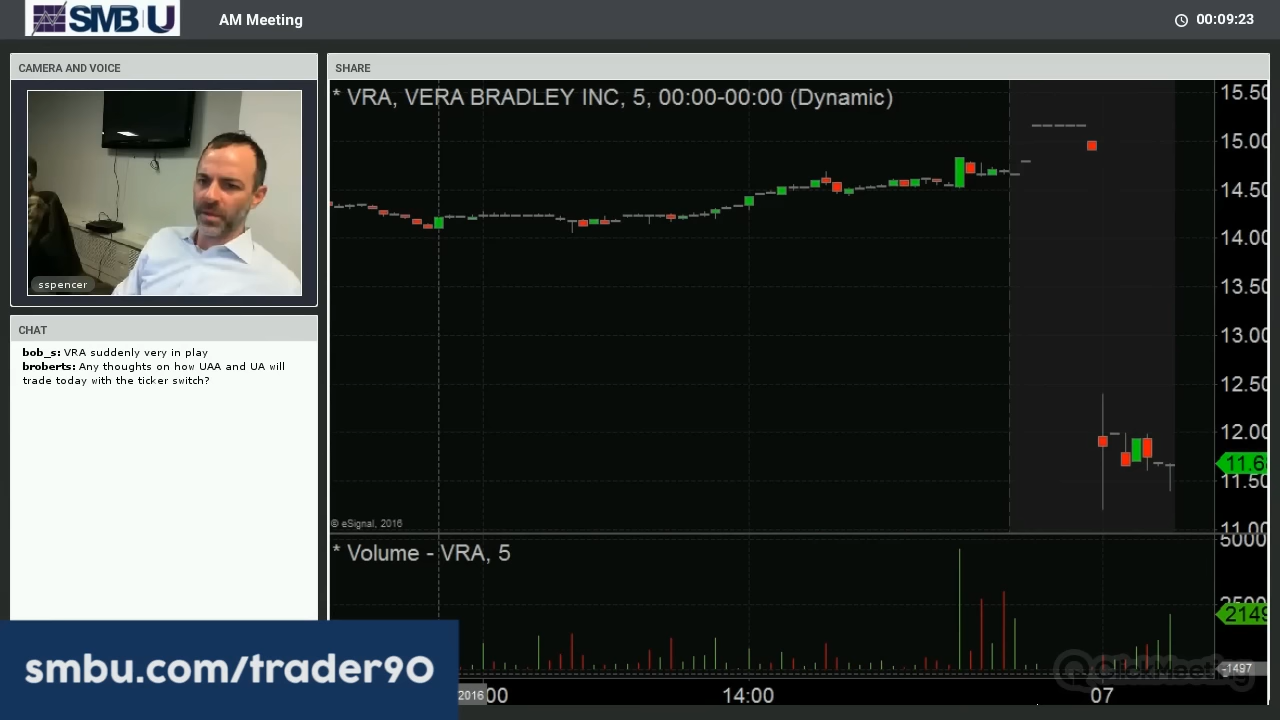 SMB U
AM Meeting
00:09:23
CAMERA AND VOICE
SHARE
sspencer
CHAT
bob_s: VRA suddenly very in play
broberts: Any thoughts on how UAA and UA will
trade today with the ticker switch?
* VRA, VERA BRADLEY INC, 5, 00:00-00:00 (Dynamic)
15.50
15.00
14.50
14.00
13.50
13.00
12.50
12.00
11.6
11.50
11.00
© eSignal, 2016
* Volume - VRA, 5
5000
2500
2149
-1497
ClickMeeting
2016
:00
14:00
07
smbu.com/trader90